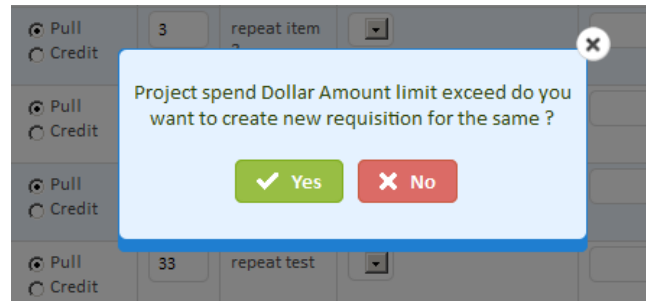 Pull 3 repeat item
Credit
Project spend Dollar Amount limit exceed do you
want to create new requisition for the same ?
Pull
Credit
Yes No
Pull
Credit
Pull 33 repeat test
Credit